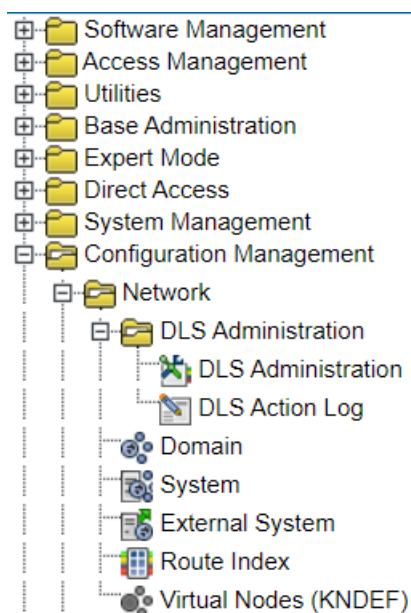 Software Management
Access Management
Utilities
Base Administration
Expert Mode
Direct Access
System Management
Configuration Management
Network
DLS Administration
DLS Administration
DLS Action Log
Domain
System
External System
Route Index
Virtual Nodes (KNDEF)